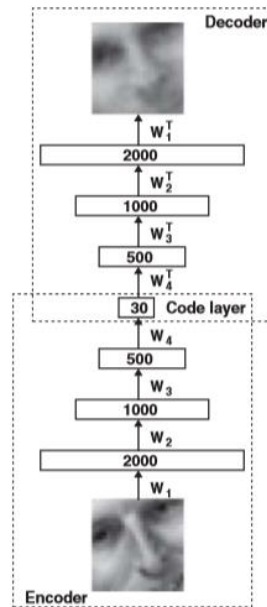 Decoder
W₁ᵀ
2000
W₂ᵀ
1000
W₃ᵀ
500
W₄ᵀ
30 Code layer
W₄
500
W₃
1000
W₂
2000
W₁
Encoder